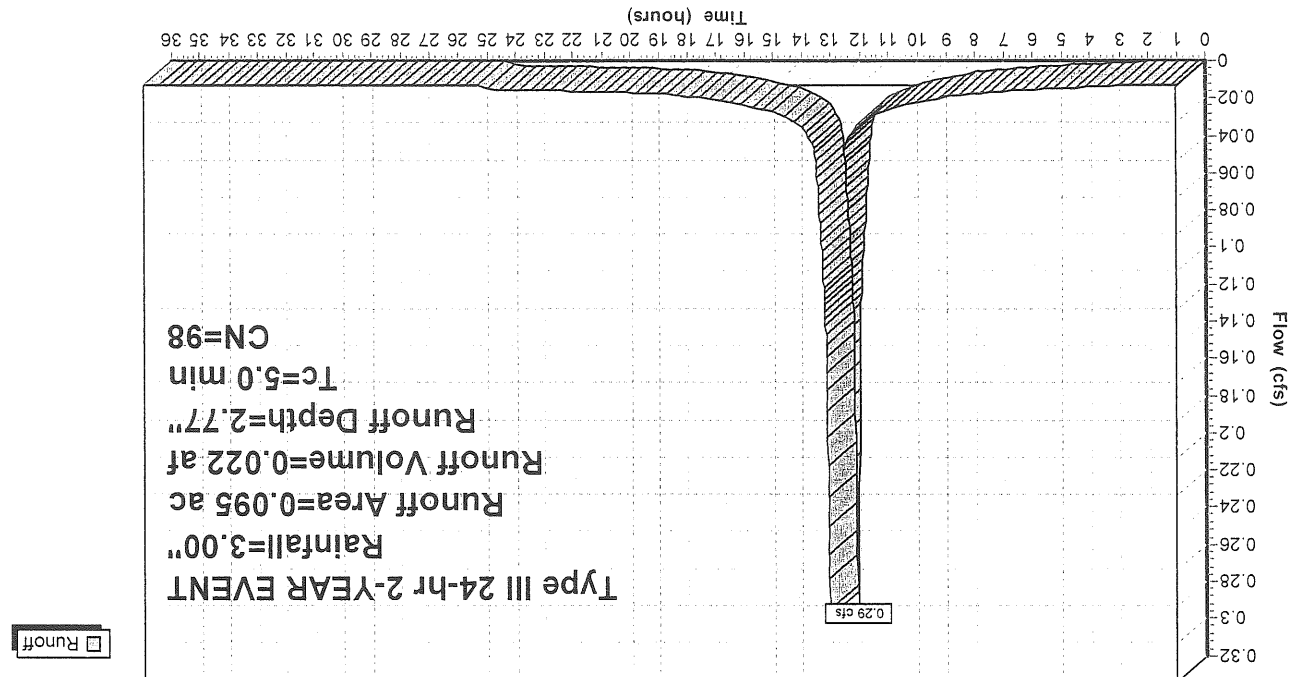 Runoff
0.29 cfs
Type III 24-hr 2-YEAR EVENT
Rainfall=3.00"
Runoff Area=0.095 ac
Runoff Volume=0.022 af
Runoff Depth=2.77"
Tc=5.0 min
CN=98
Flow (cfs)
0.32
0.3
0.28
0.26
0.24
0.22
0.2
0.18
0.16
0.14
0.12
0.1
0.08
0.06
0.04
0.02
0
0 1 2 3 4 5 6 7 8 9 10 11 12 13 14 15 16 17 18 19 20 21 22 23 24 25 26 27 28 29 30 31 32 33 34 35 36
Time (hours)